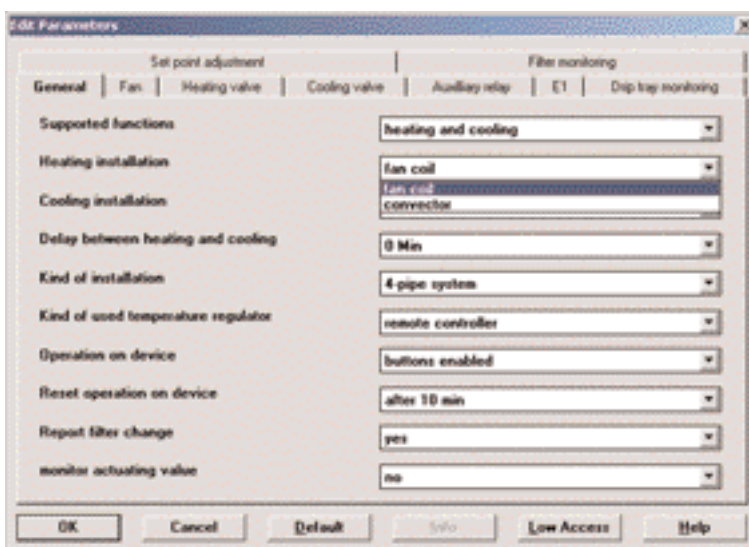 Edit Parameters
Set point adjustment Filter monitoring
General Fan Heating valve Cooling valve Auxiliary relay E1 Drip tray monitoring
Supported functions heating and cooling
Heating installation fan coil
fan coil
Cooling installation convector
Delay between heating and cooling 0 Min
Kind of installation 4-pipe system
Kind of used temperature regulator remote controller
Operation on device buttons enabled
Reset operation on device after 10 min
Report filter change yes
monitor actuating value no
OK Cancel Default Info Low Access Help